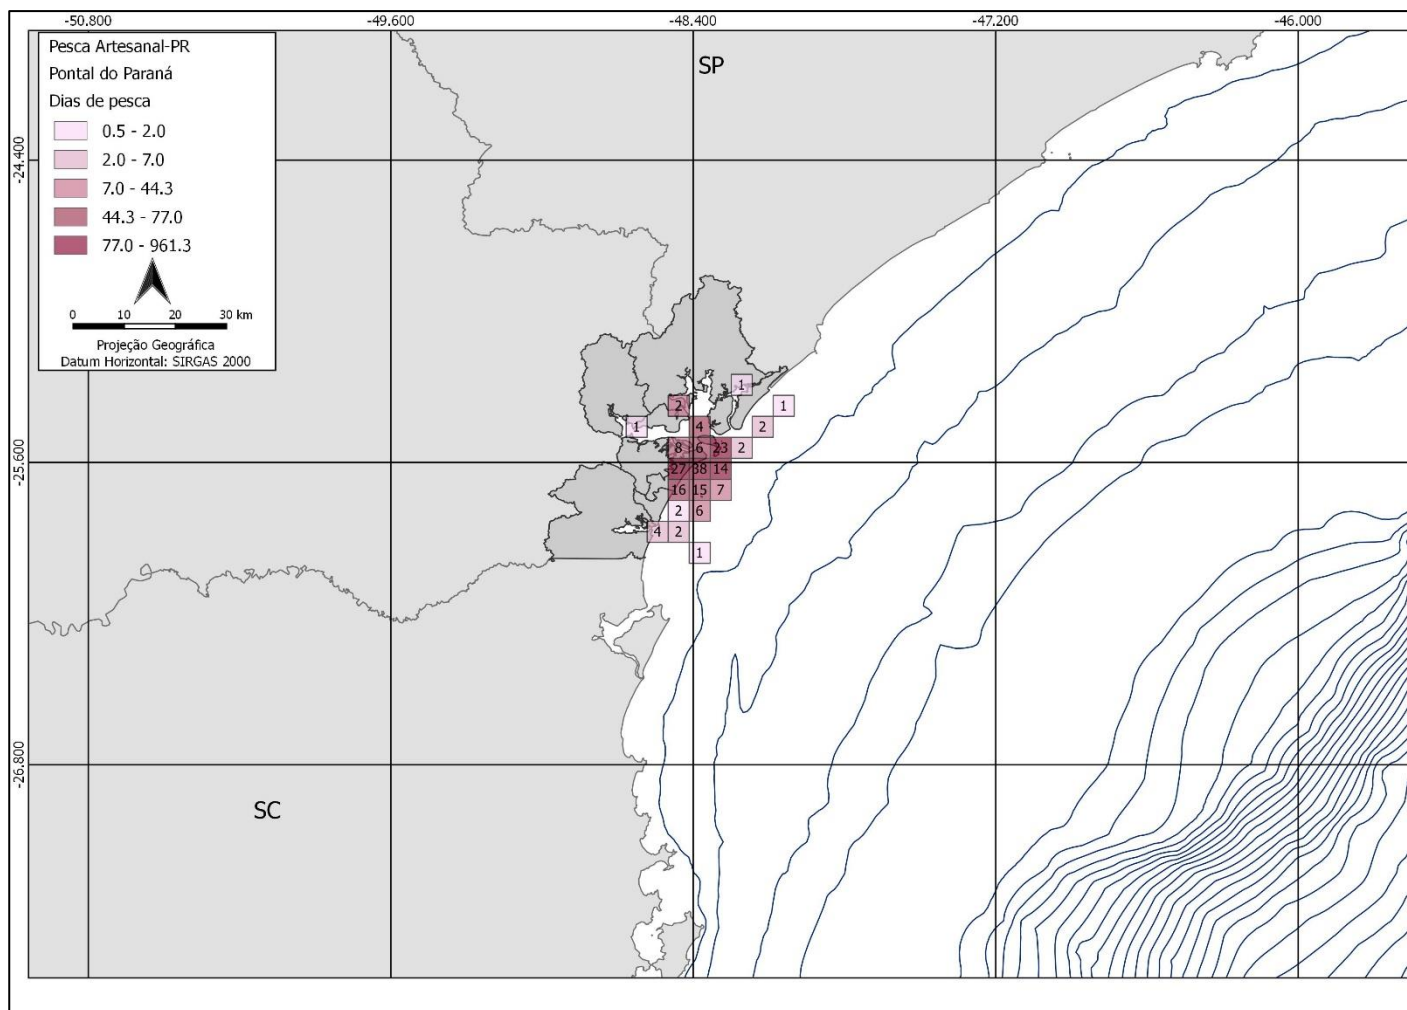 -50.800 -49.600 -48.400 -47.200 -46.000
Pesca Artesanal-PR
Pontal do Paraná
Dias de pesca
0.5 - 2.0
2.0 - 7.0
7.0 - 44.3
44.3 - 77.0
77.0 - 961.3
0 10 20 30 km
Projeção Geográfica
Datum Horizontal: SIRGAS 2000
SP
-24.400
1
2 1
1 4 2
8 6 23 2
-25.600
27 38 14
16 15 7
2 6
4 2
1
-26.800
SC